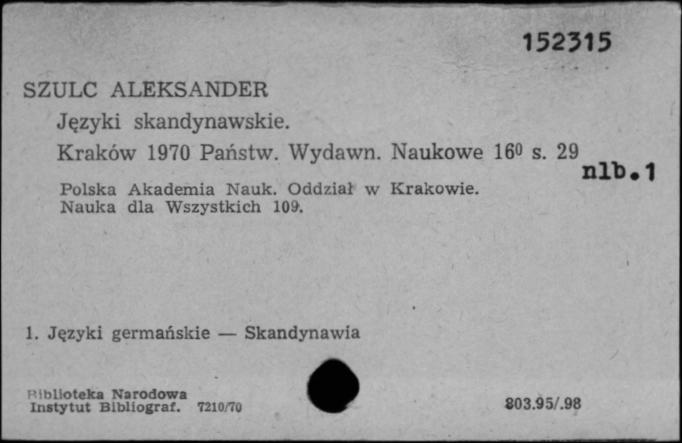 152315
SZULC ALEKSANDER
Języki skandynawskie.
Kraków 1970 Państw. Wydawn. Naukowe 16⁰ s. 29
nlb.1
Polska Akademia Nauk. Oddział w Krakowie.
Nauka dla Wszystkich 109.
1. Języki germańskie — Skandynawia
Biblioteka Narodowa
Instytut Bibliograf. 7210/70
803.95/.98